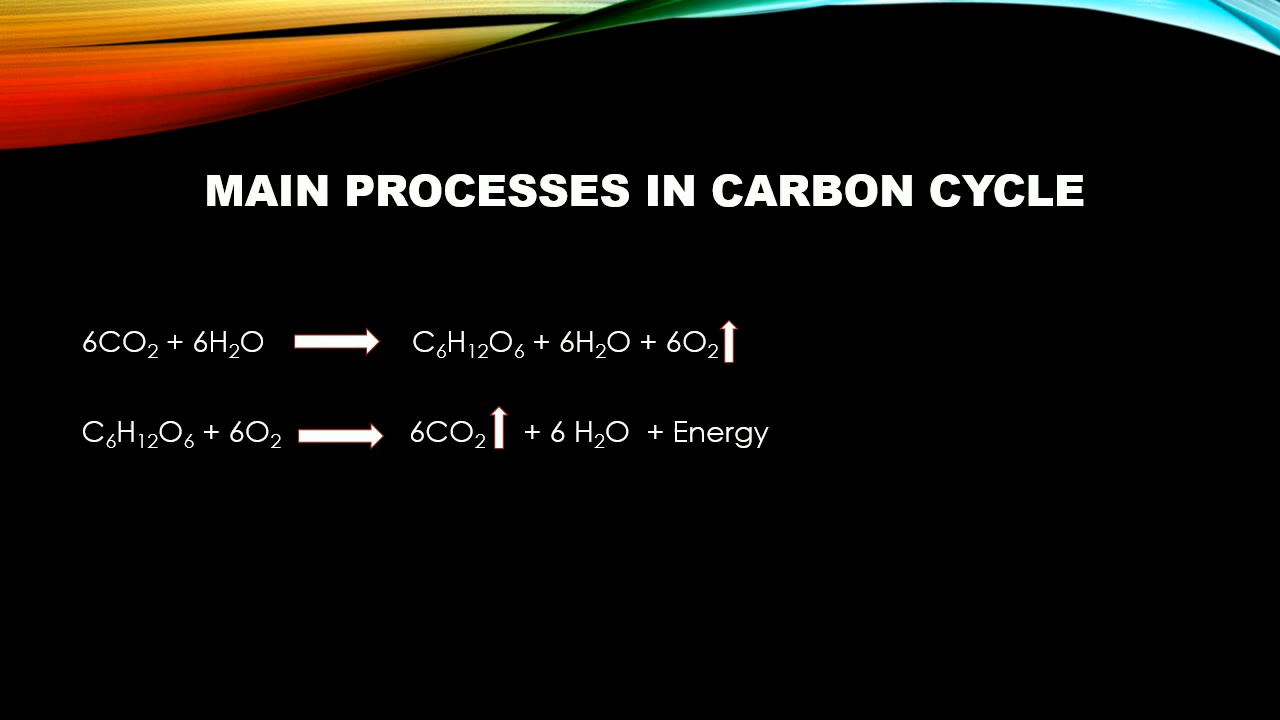 MAIN PROCESSES IN CARBON CYCLE
6CO₂ + 6H₂O → C₆H₁₂O₆ + 6H₂O + 6O₂↑
C₆H₁₂O₆ + 6O₂ → 6CO₂↑ + 6 H₂O + Energy